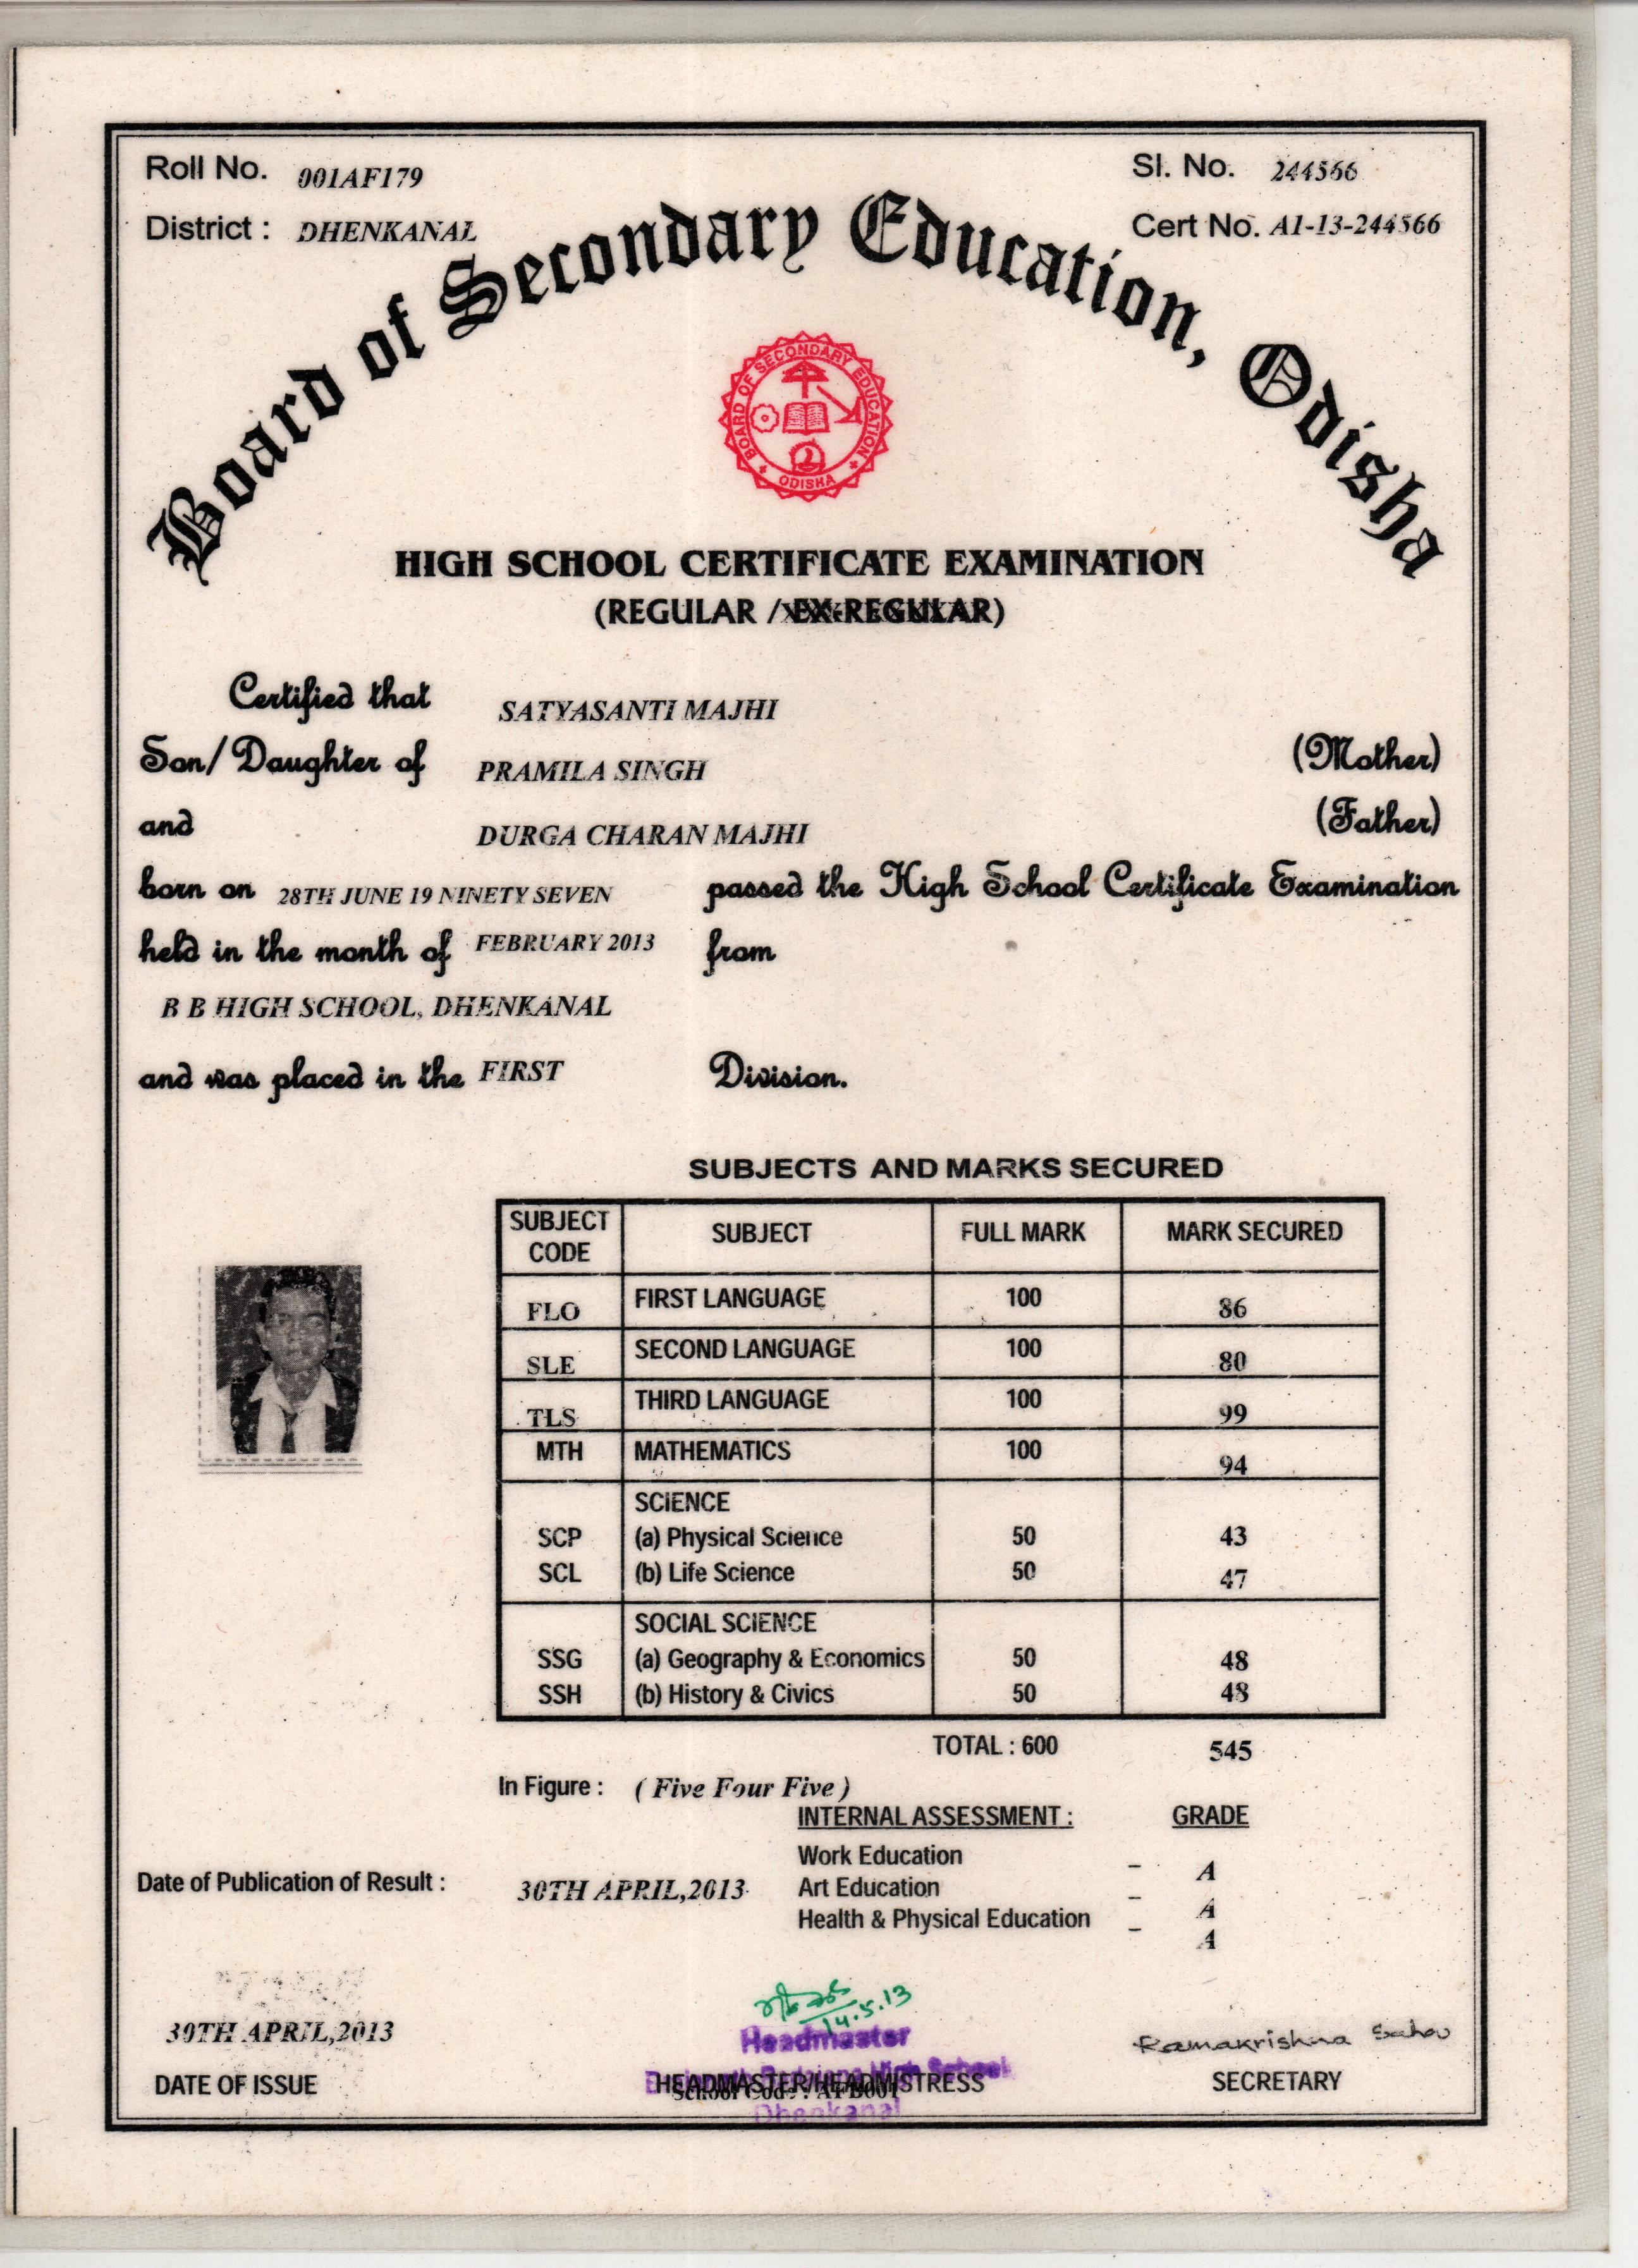 Roll No. 001AF179
Sl. No. 244566
District : DHENKANAL
Cert No. A1-13-244566
Board of Secondary Education, Odisha
BOARD OF SECONDARY EDUCATION
ODISHA
HIGH SCHOOL CERTIFICATE EXAMINATION
(REGULAR / EX-REGULAR)
Certified that SATYASANTI MAJHI
Son/Daughter of PRAMILA SINGH (Mother)
and DURGA CHARAN MAJHI (Father)
born on 28TH JUNE 19 NINETY SEVEN passed the High School Certificate Examination
held in the month of FEBRUARY 2013 from
B B HIGH SCHOOL, DHENKANAL
and was placed in the FIRST Division.
SUBJECTS AND MARKS SECURED
SUBJECT CODE SUBJECT FULL MARK MARK SECURED
FLO FIRST LANGUAGE 100 86
SLE SECOND LANGUAGE 100 80
TLS THIRD LANGUAGE 100 99
MTH MATHEMATICS 100 94
SCIENCE
SCP (a) Physical Science 50 43
SCL (b) Life Science 50 47
SOCIAL SCIENCE
SSG (a) Geography & Economics 50 48
SSH (b) History & Civics 50 48
TOTAL : 600 545
In Figure : ( Five Four Five )
INTERNAL ASSESSMENT : GRADE
Work Education - A
Art Education - A
Health & Physical Education - A
Date of Publication of Result : 30TH APRIL,2013
14.5.13
Headmaster
30TH APRIL,2013
Ramakrishna Sahoo
High School
DATE OF ISSUE
HEADMASTER/HEADMISTRESS
SECRETARY
School Code : AFB001
Dhenkanal